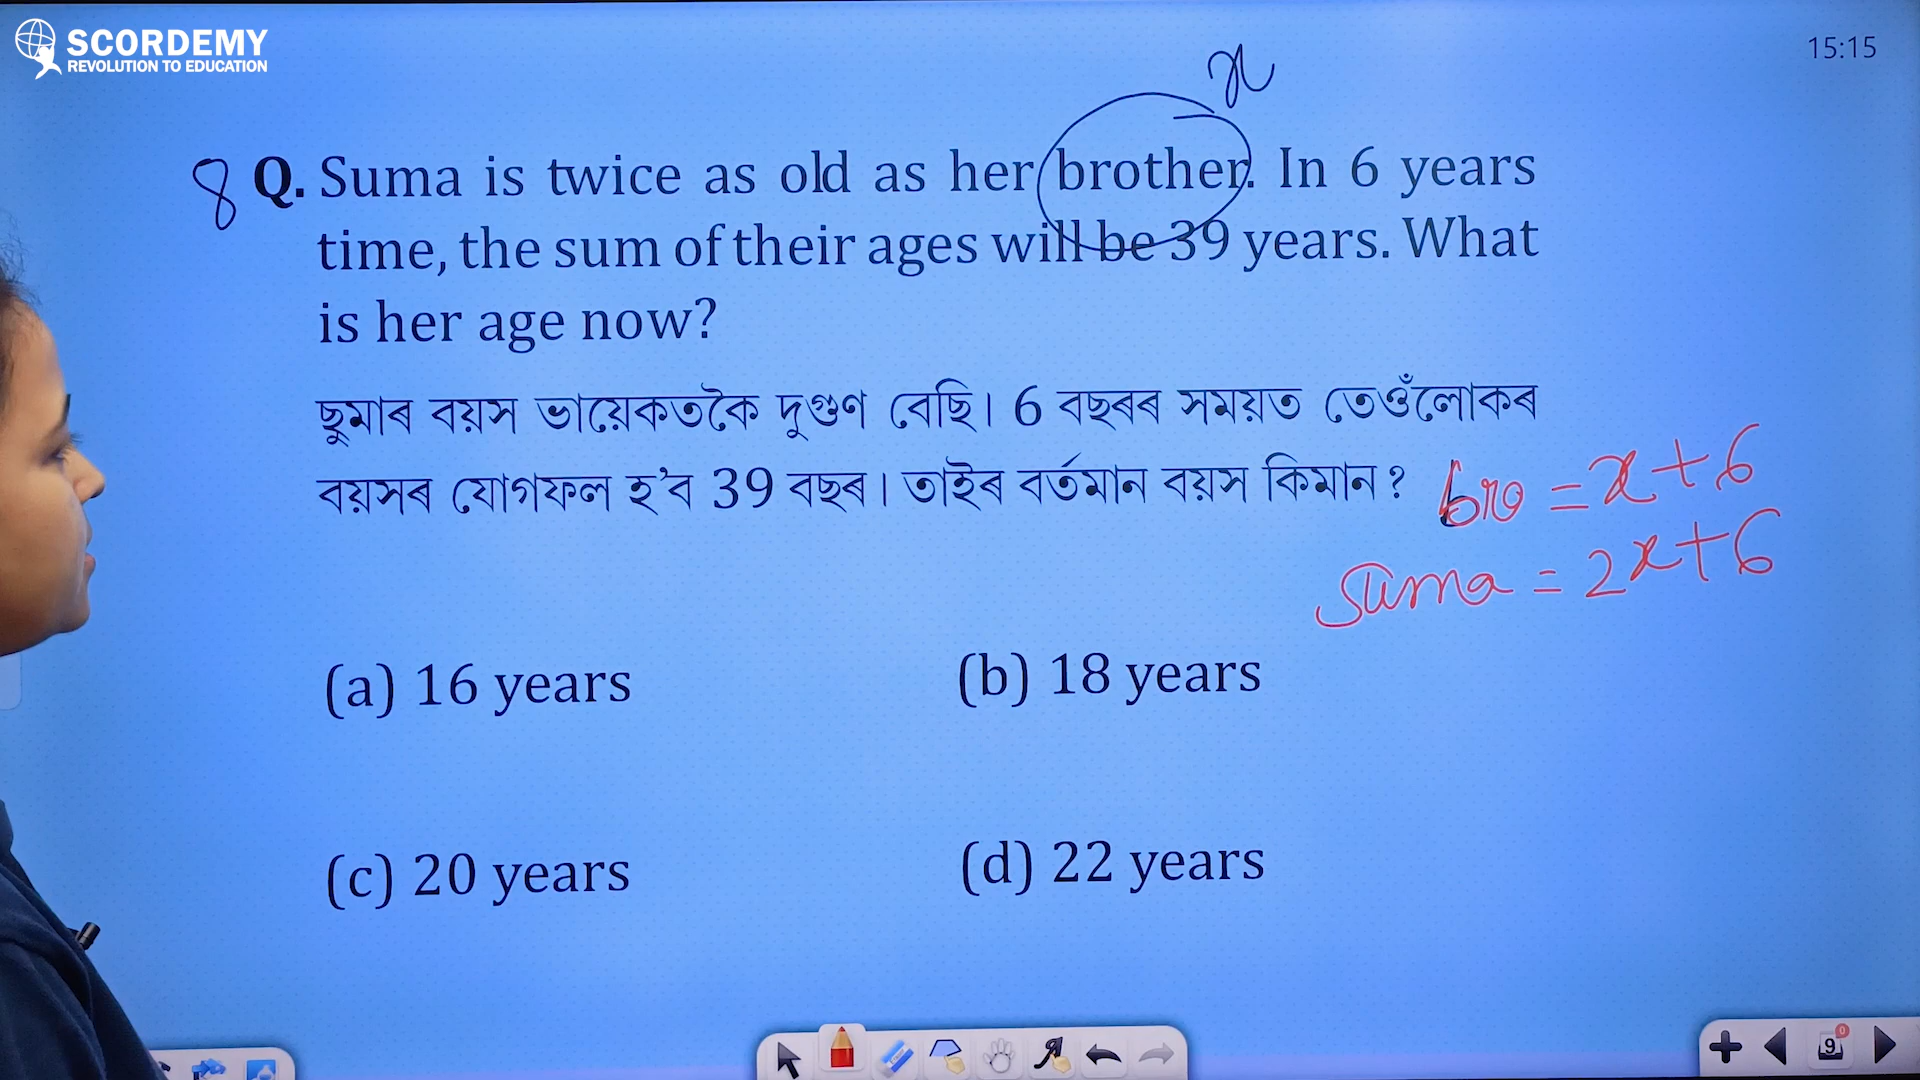 SCORDEMY
REVOLUTION TO EDUCATION
15:15
x
8 Q. Suma is twice as old as her brother. In 6 years
time, the sum of their ages will be 39 years. What
is her age now?
ছুমাৰ বয়স ভায়েকতকৈ দুগুণ বেছি। 6 বছৰৰ সময়ত তেওঁলোকৰ
বয়সৰ যোগফল হ'ব 39 বছৰ। তাইৰ বৰ্তমান বয়স কিমান?
bro = x+6
Suma = 2x+6
(a) 16 years (b) 18 years
(c) 20 years (d) 22 years
9 0